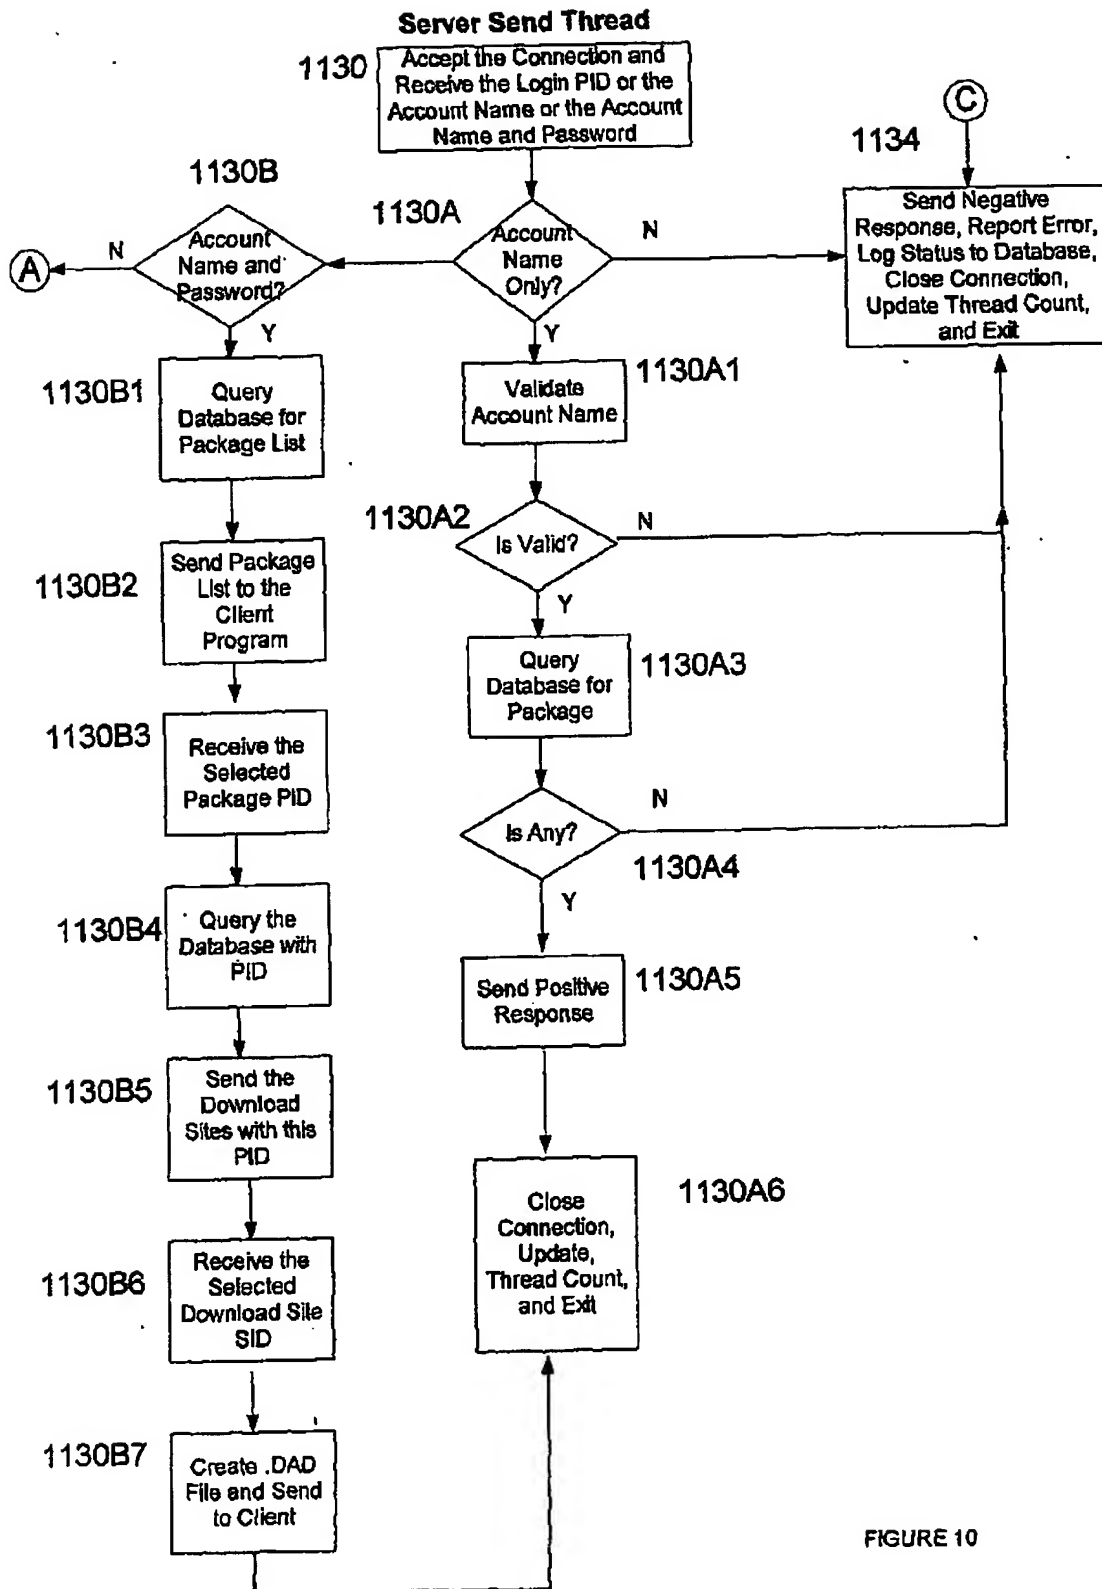 Server Send Thread
1130
Accept the Connection and
Receive the Login PID or the
Account Name or the Account
Name and Password
C
1134
Send Negative
Response, Report Error,
Log Status to Database,
Close Connection,
Update Thread Count,
and Exit
1130B
Account
Name and
Password?
N
A
Y
1130A
Account
Name
Only?
N
Y
1130B1
Query
Database for
Package List
1130A1
Validate
Account Name
1130B2
Send Package
List to the
Client
Program
1130A2
Is Valid?
N
Y
1130A3
Query
Database for
Package
1130B3
Receive the
Selected
Package PID
Is Any?
N
1130A4
Y
1130B4
Query the
Database with
PID
1130A5
Send Positive
Response
1130B5
Send the
Download
Sites with this
PID
1130A6
Close
Connection,
Update,
Thread Count,
and Exit
1130B6
Receive the
Selected
Download Site
SID
1130B7
Create .DAD
File and Send
to Client
FIGURE 10